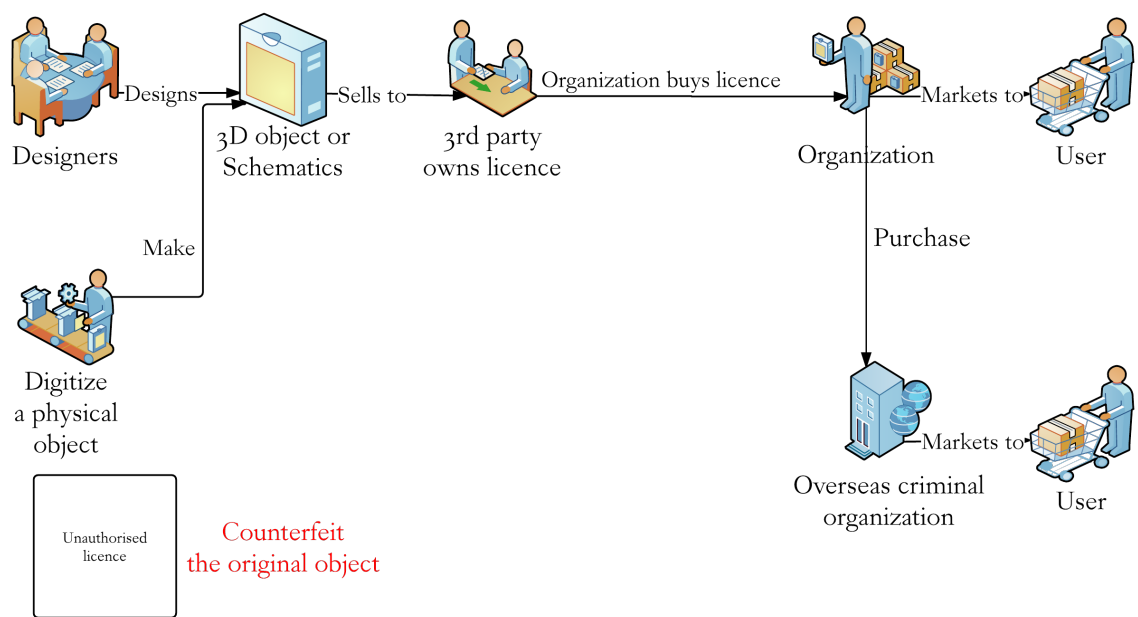 Designs
Sells to
Organization buys licence
Markets to
Designers
3D object or
Schematics
3rd party
owns licence
Organization
User
Make
Purchase
Digitize
a physical
object
Markets to
Overseas criminal
organization
User
Unauthorised
licence
Counterfeit
the original object